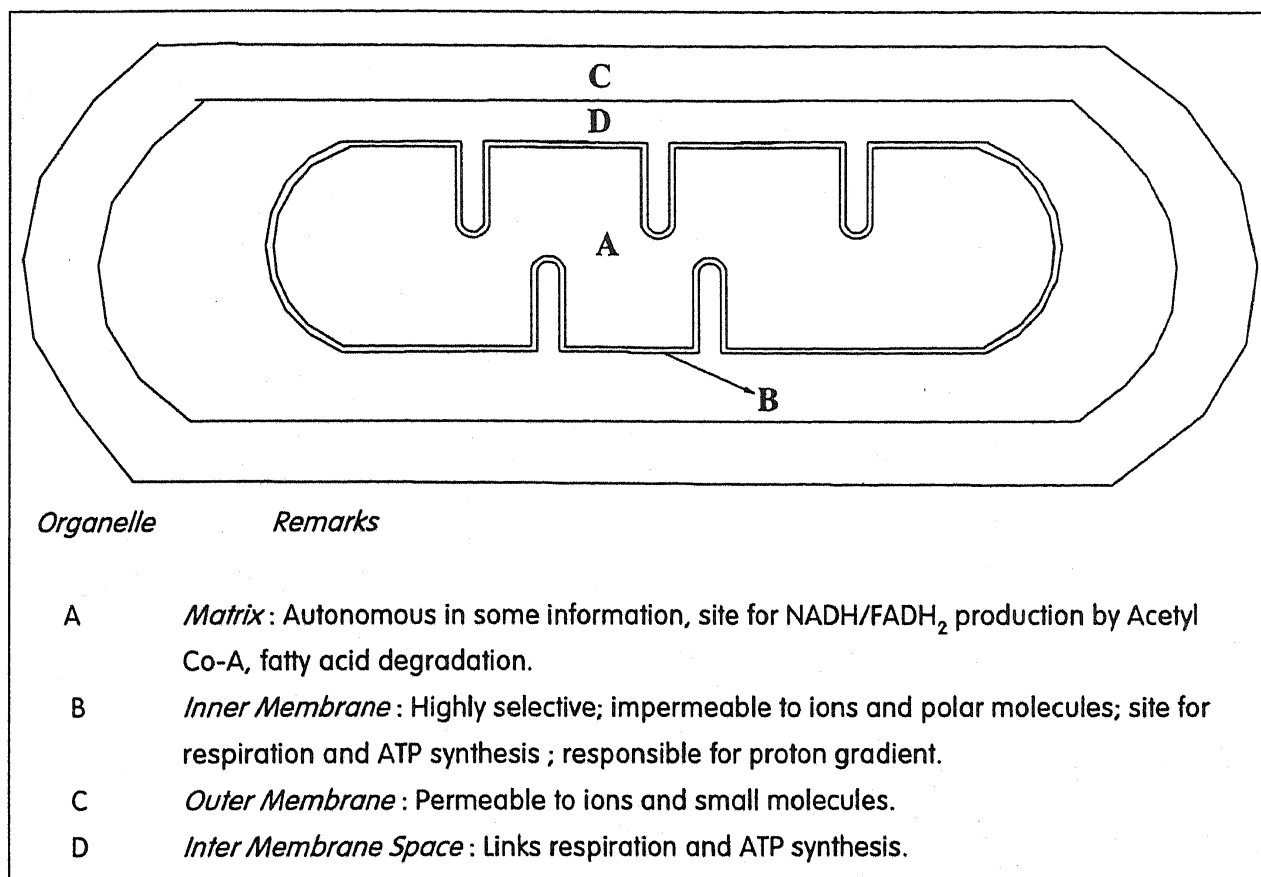 C
D
A
B
Organelle Remarks
A Matrix : Autonomous in some information, site for NADH/FADH₂ production by Acetyl
Co-A, fatty acid degradation.
B Inner Membrane : Highly selective; impermeable to ions and polar molecules; site for
respiration and ATP synthesis ; responsible for proton gradient.
C Outer Membrane : Permeable to ions and small molecules.
D Inter Membrane Space : Links respiration and ATP synthesis.